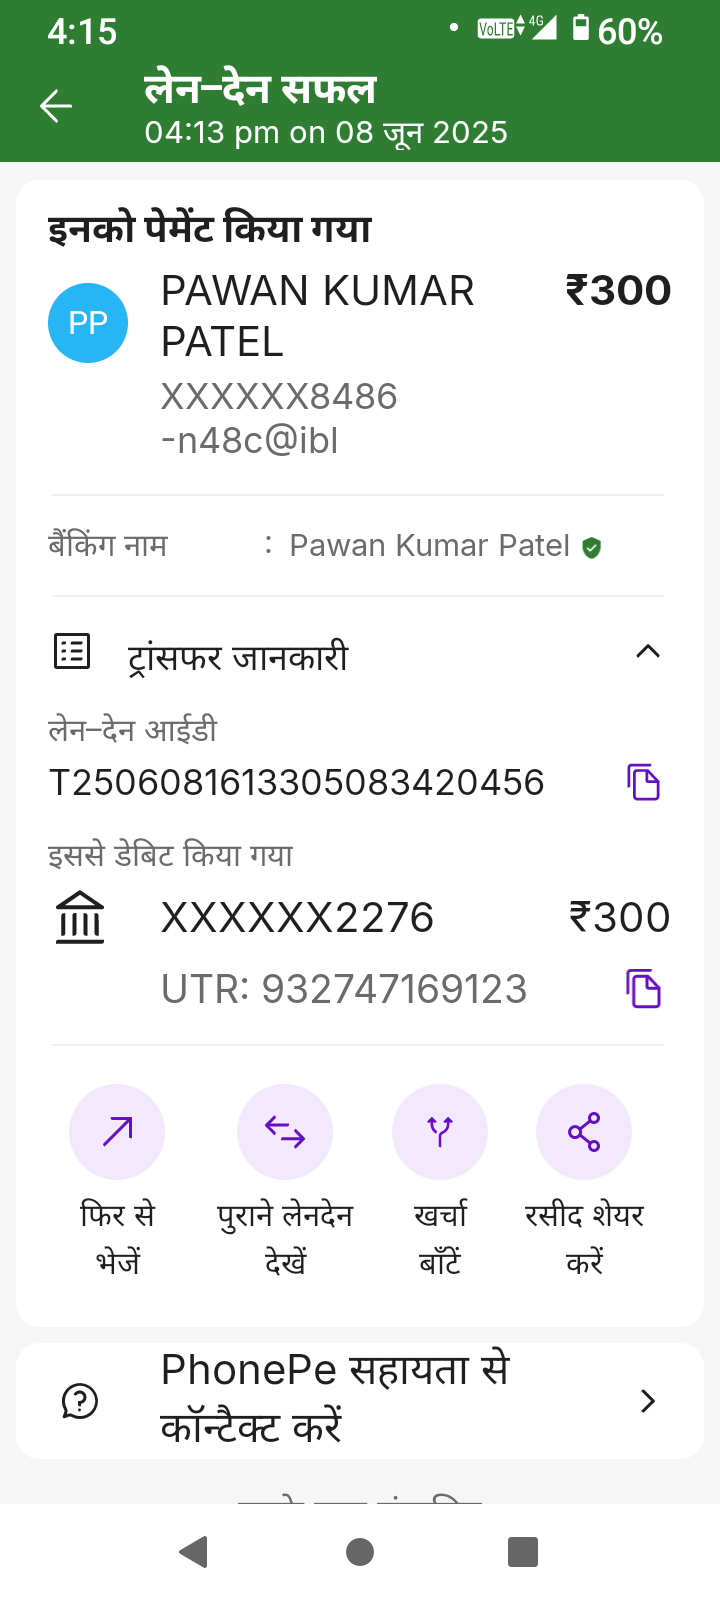 4:15
VoLTE 4G 60%
लेन–देन सफल
04:13 pm on 08 जून 2025
इनको पेमेंट किया गया
PP
PAWAN KUMAR ₹300
PATEL
XXXXXX8486
-n48c@ibl
बैंकिंग नाम : Pawan Kumar Patel
ट्रांसफर जानकारी
लेन–देन आईडी
T2506081613305083420456
इससे डेबिट किया गया
XXXXXX2276 ₹300
UTR: 932747169123
फिर से पुराने लेनदेन खर्चा रसीद शेयर
भेजें देखें बाँटें करें
PhonePe सहायता से
कॉन्टैक्ट करें